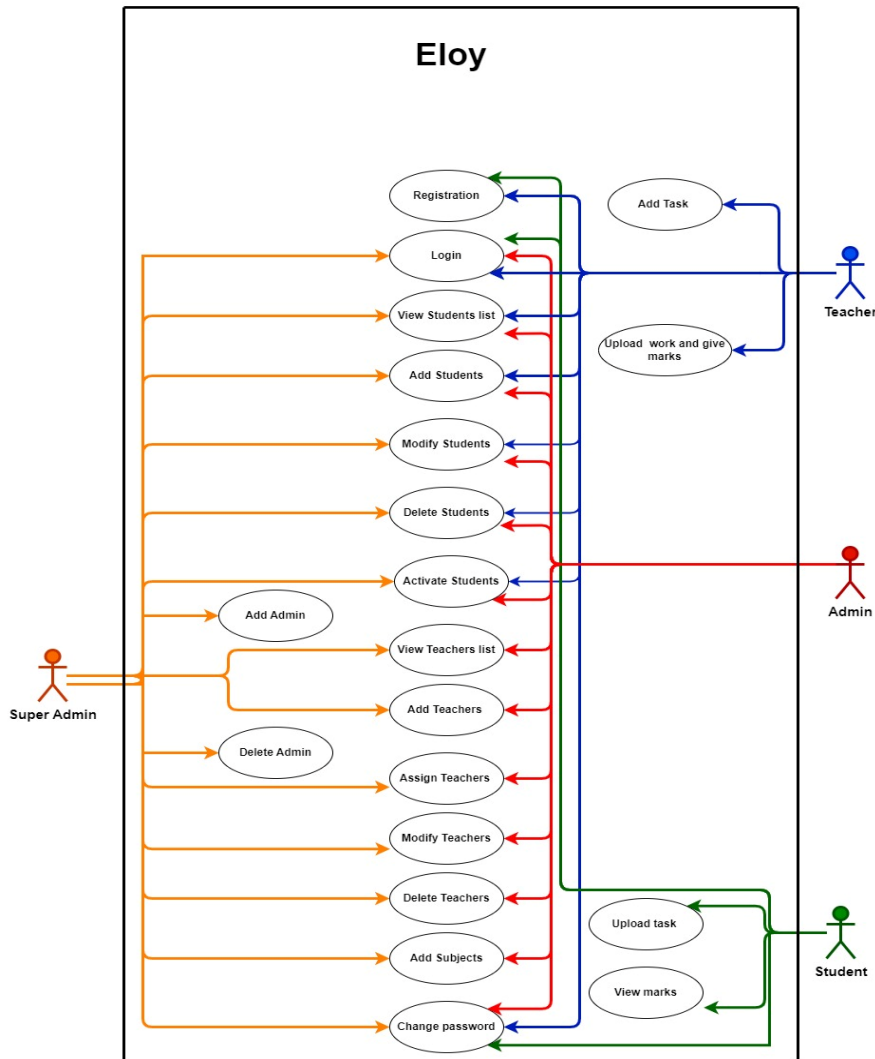 Eloy
Registration
Add Task
Login
Teacher
View Students list
Upload  work and give
marks
Add Students
Modify Students
Delete Students
Activate Students
Admin
Add Admin
View Teachers list
Super Admin
Add Teachers
Delete Admin
Assign Teachers
Modify Teachers
Delete Teachers
Upload task
Add Subjects
Student
View marks
Change password